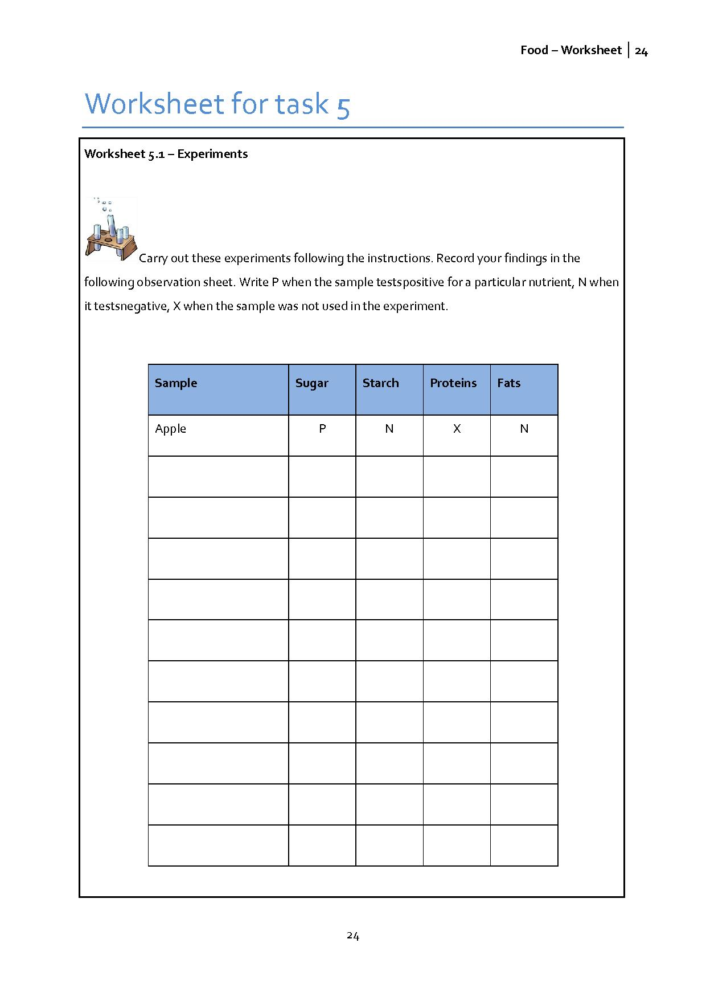 Food – Worksheet | 24
Worksheet for task 5
Worksheet 5.1 – Experiments
Carry out these experiments following the instructions. Record your findings in the
following observation sheet. Write P when the sample testspositive for a particular nutrient, N when
it testsnegative, X when the sample was not used in the experiment.
Sample Sugar Starch Proteins Fats
Apple P N X N
24